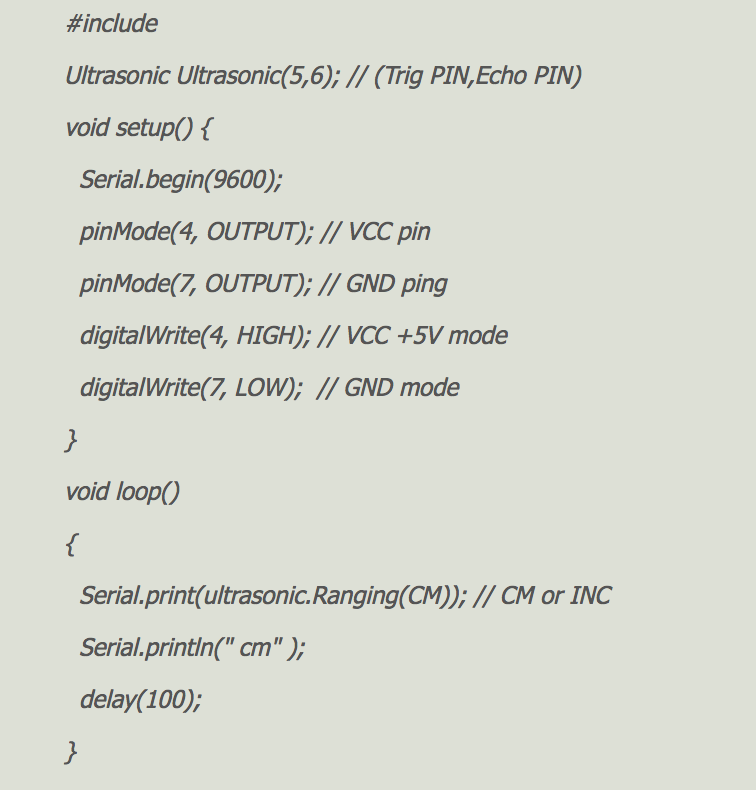 #include
Ultrasonic Ultrasonic(5,6); // (Trig PIN,Echo PIN)
void setup() {
Serial.begin(9600);
pinMode(4, OUTPUT); // VCC pin
pinMode(7, OUTPUT); // GND ping
digitalWrite(4, HIGH); // VCC +5V mode
digitalWrite(7, LOW);  // GND mode
}
void loop()
{
Serial.print(ultrasonic.Ranging(CM)); // CM or INC
Serial.println(" cm" );
delay(100);
}